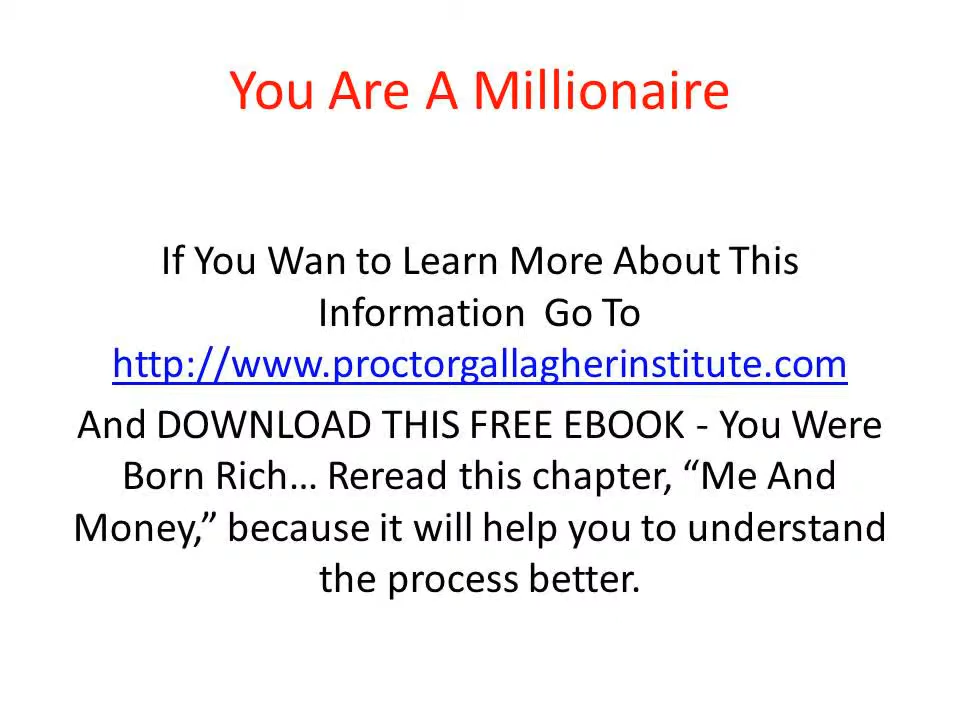 You Are A Millionaire
If You Wan to Learn More About This
Information  Go To
http://www.proctorgallagherinstitute.com
And DOWNLOAD THIS FREE EBOOK - You Were
Born Rich… Reread this chapter, “Me And
Money,” because it will help you to understand
the process better.